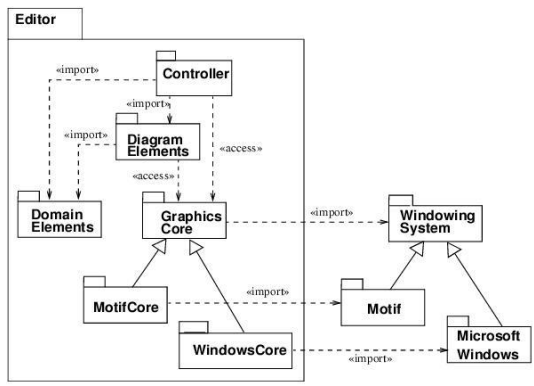 Editor
Controller
«import»
«import»
Diagram
Elements
«import»
«access»
«access»
Domain
Elements
Graphics
Core
«import»
Windowing
System
MotifCore
«import»
Motif
WindowsCore
«import»
Microsoft
Windows